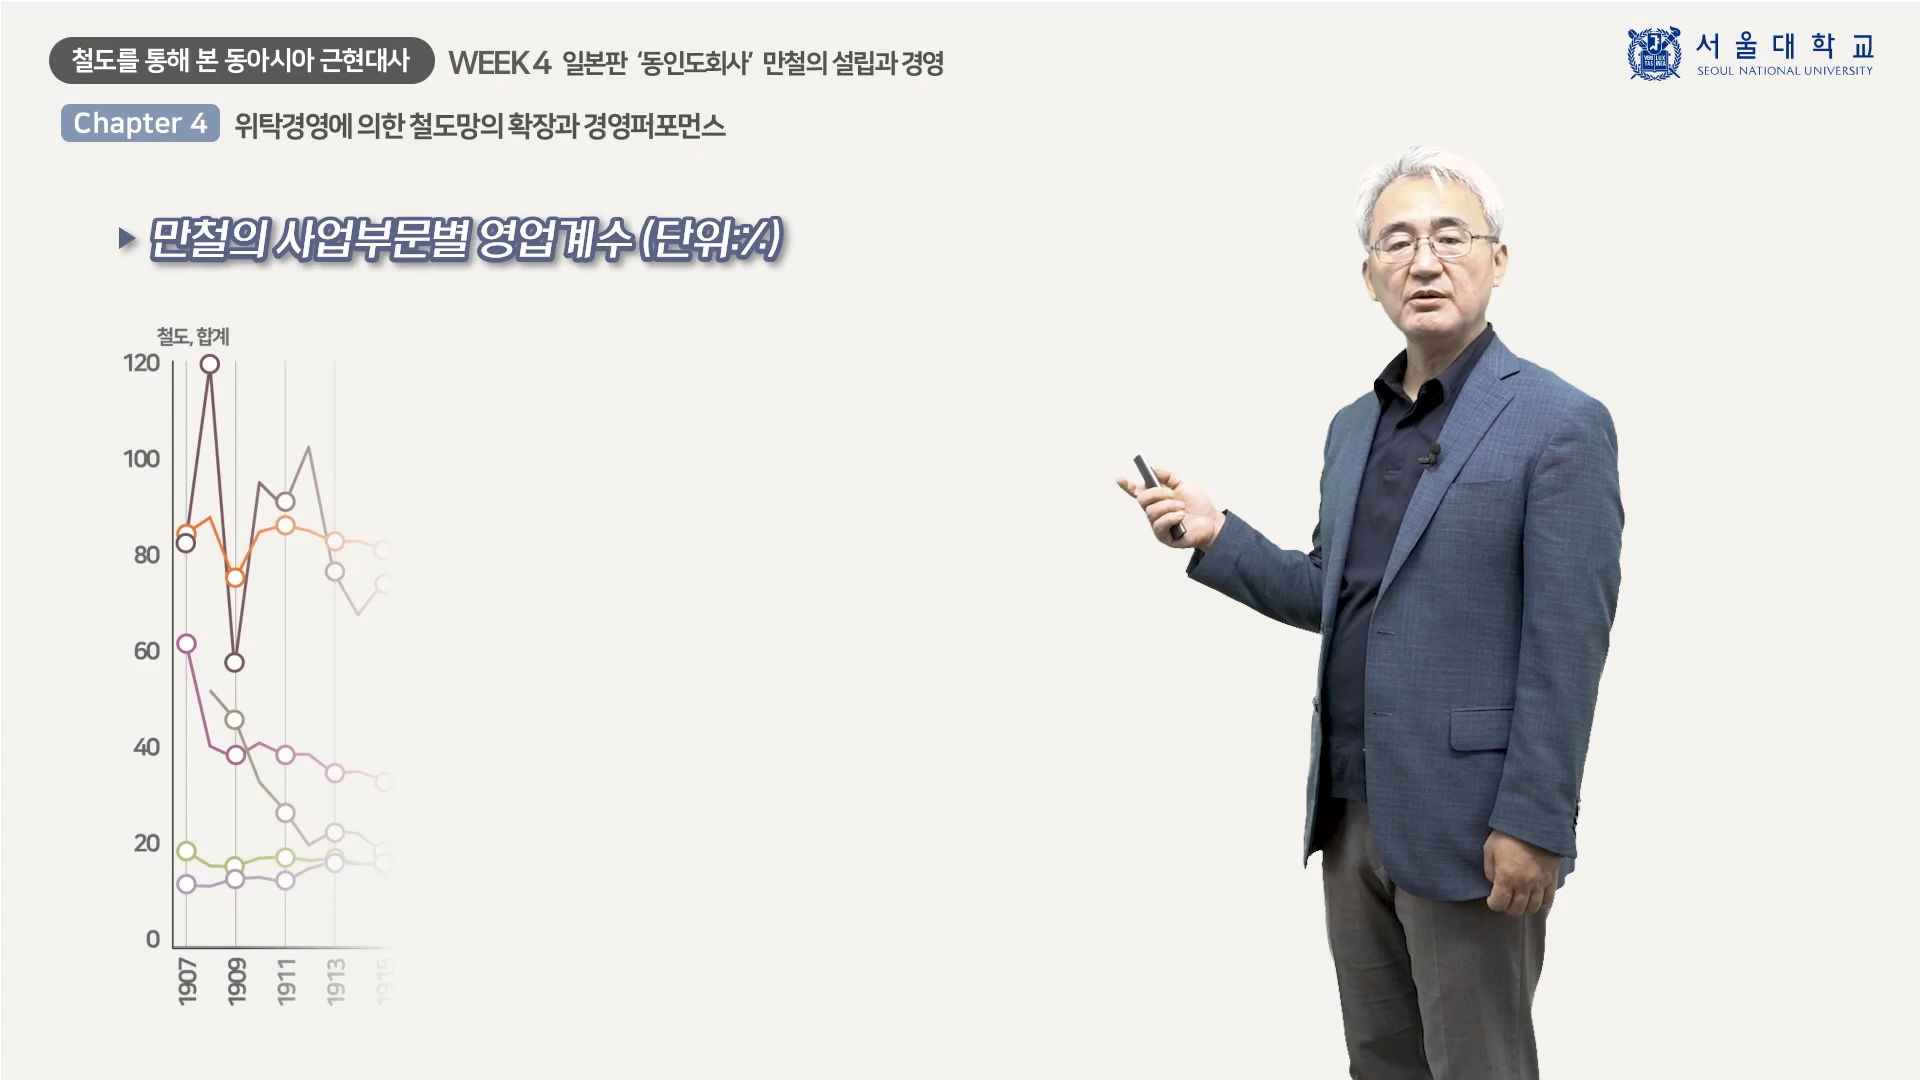 철도를 통해 본 동아시아 근현대사 WEEK 4 일본판 ‘동인도회사’ 만철의 설립과 경영
서울대학교
SEOUL NATIONAL UNIVERSITY
Chapter 4 위탁경영에 의한 철도망의 확장과 경영퍼포먼스
▶ 만철의 사업부문별 영업계수 (단위:%)
철도, 합계
120
100
80
60
40
20
0
1907
1909
1911
1913
1915